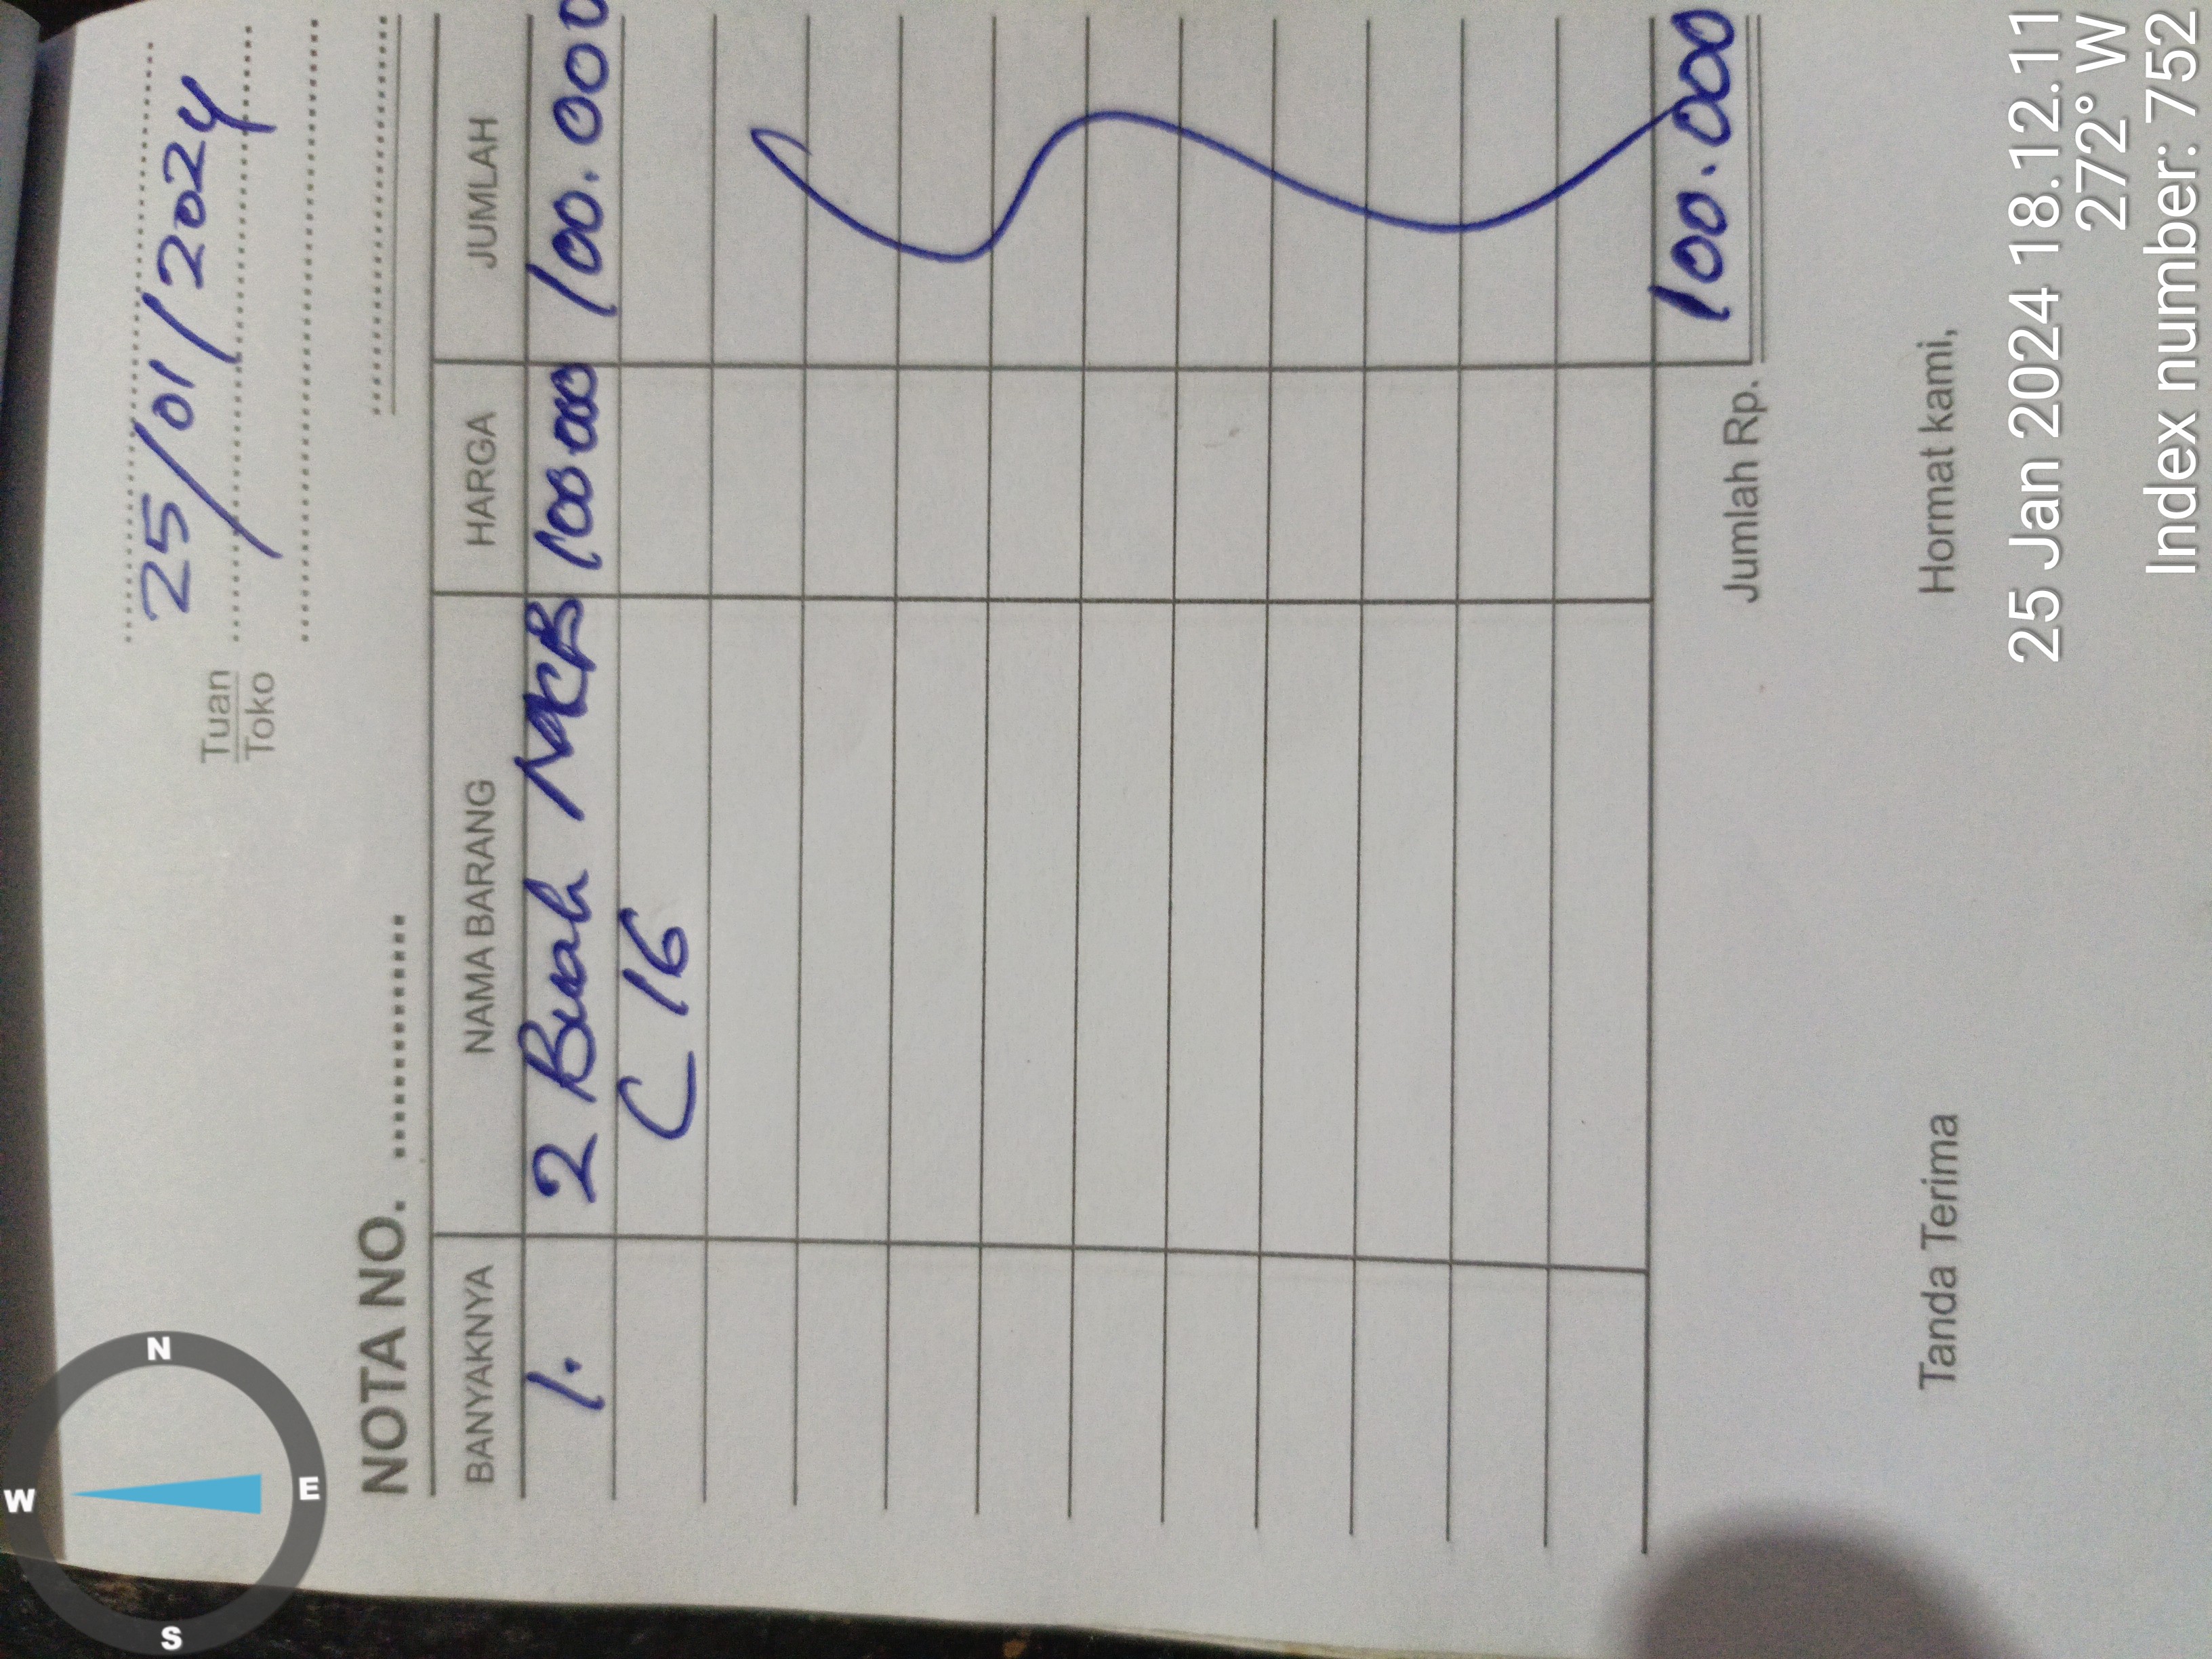 25/01/2024
Tuan
Toko
NOTA NO.
BANYAKNYA NAMA BARANG HARGA JUMLAH
1. 2 Buah MCB 100 000 100.000
C 16
Jumlah Rp. 100.000
Tanda Terima Hormat kami,
25 Jan 2024 18.12.11
272° W
Index number: 752
N
W
E
S